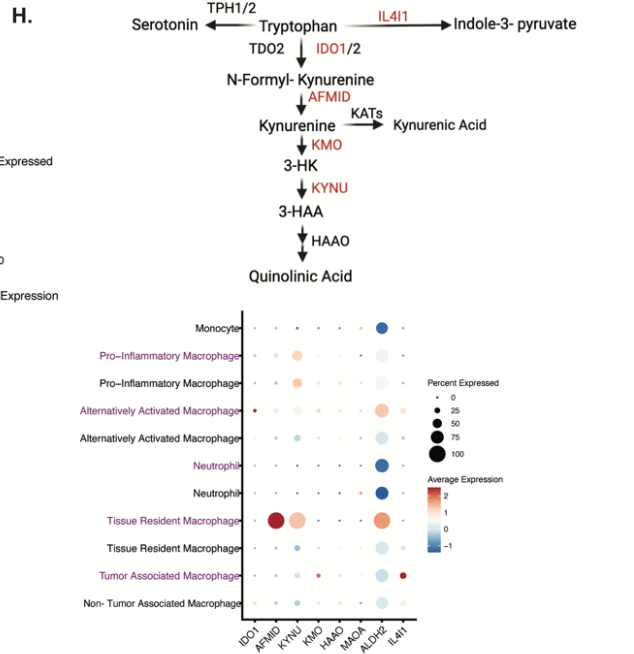 H.
TPH1/2
IL4I1
Serotonin
Tryptophan
Indole-3- pyruvate
TDO2
IDO1/2
N-Formyl- Kynurenine
AFMID
KATs
Kynurenine
Kynurenic Acid
KMO
Expressed
3-HK
KYNU
3-HAA
HAAO
0
Quinolinic Acid
Expression
Monocyte
Pro-Inflammatory Macrophage
Pro-Inflammatory Macrophage
Alternatively Activated Macrophage
Alternatively Activated Macrophage
Neutrophil
Neutrophil
Tissue Resident Macrophage
Tissue Resident Macrophage
Tumor Associated Macrophage
Non- Tumor Associated Macrophage
Percent Expressed
0
25
50
75
100
Average Expression
2
1
0
-1
IDO1
AFMID
KYNU
KMO
HAAO
MAOA
ALDH2
IL4I1